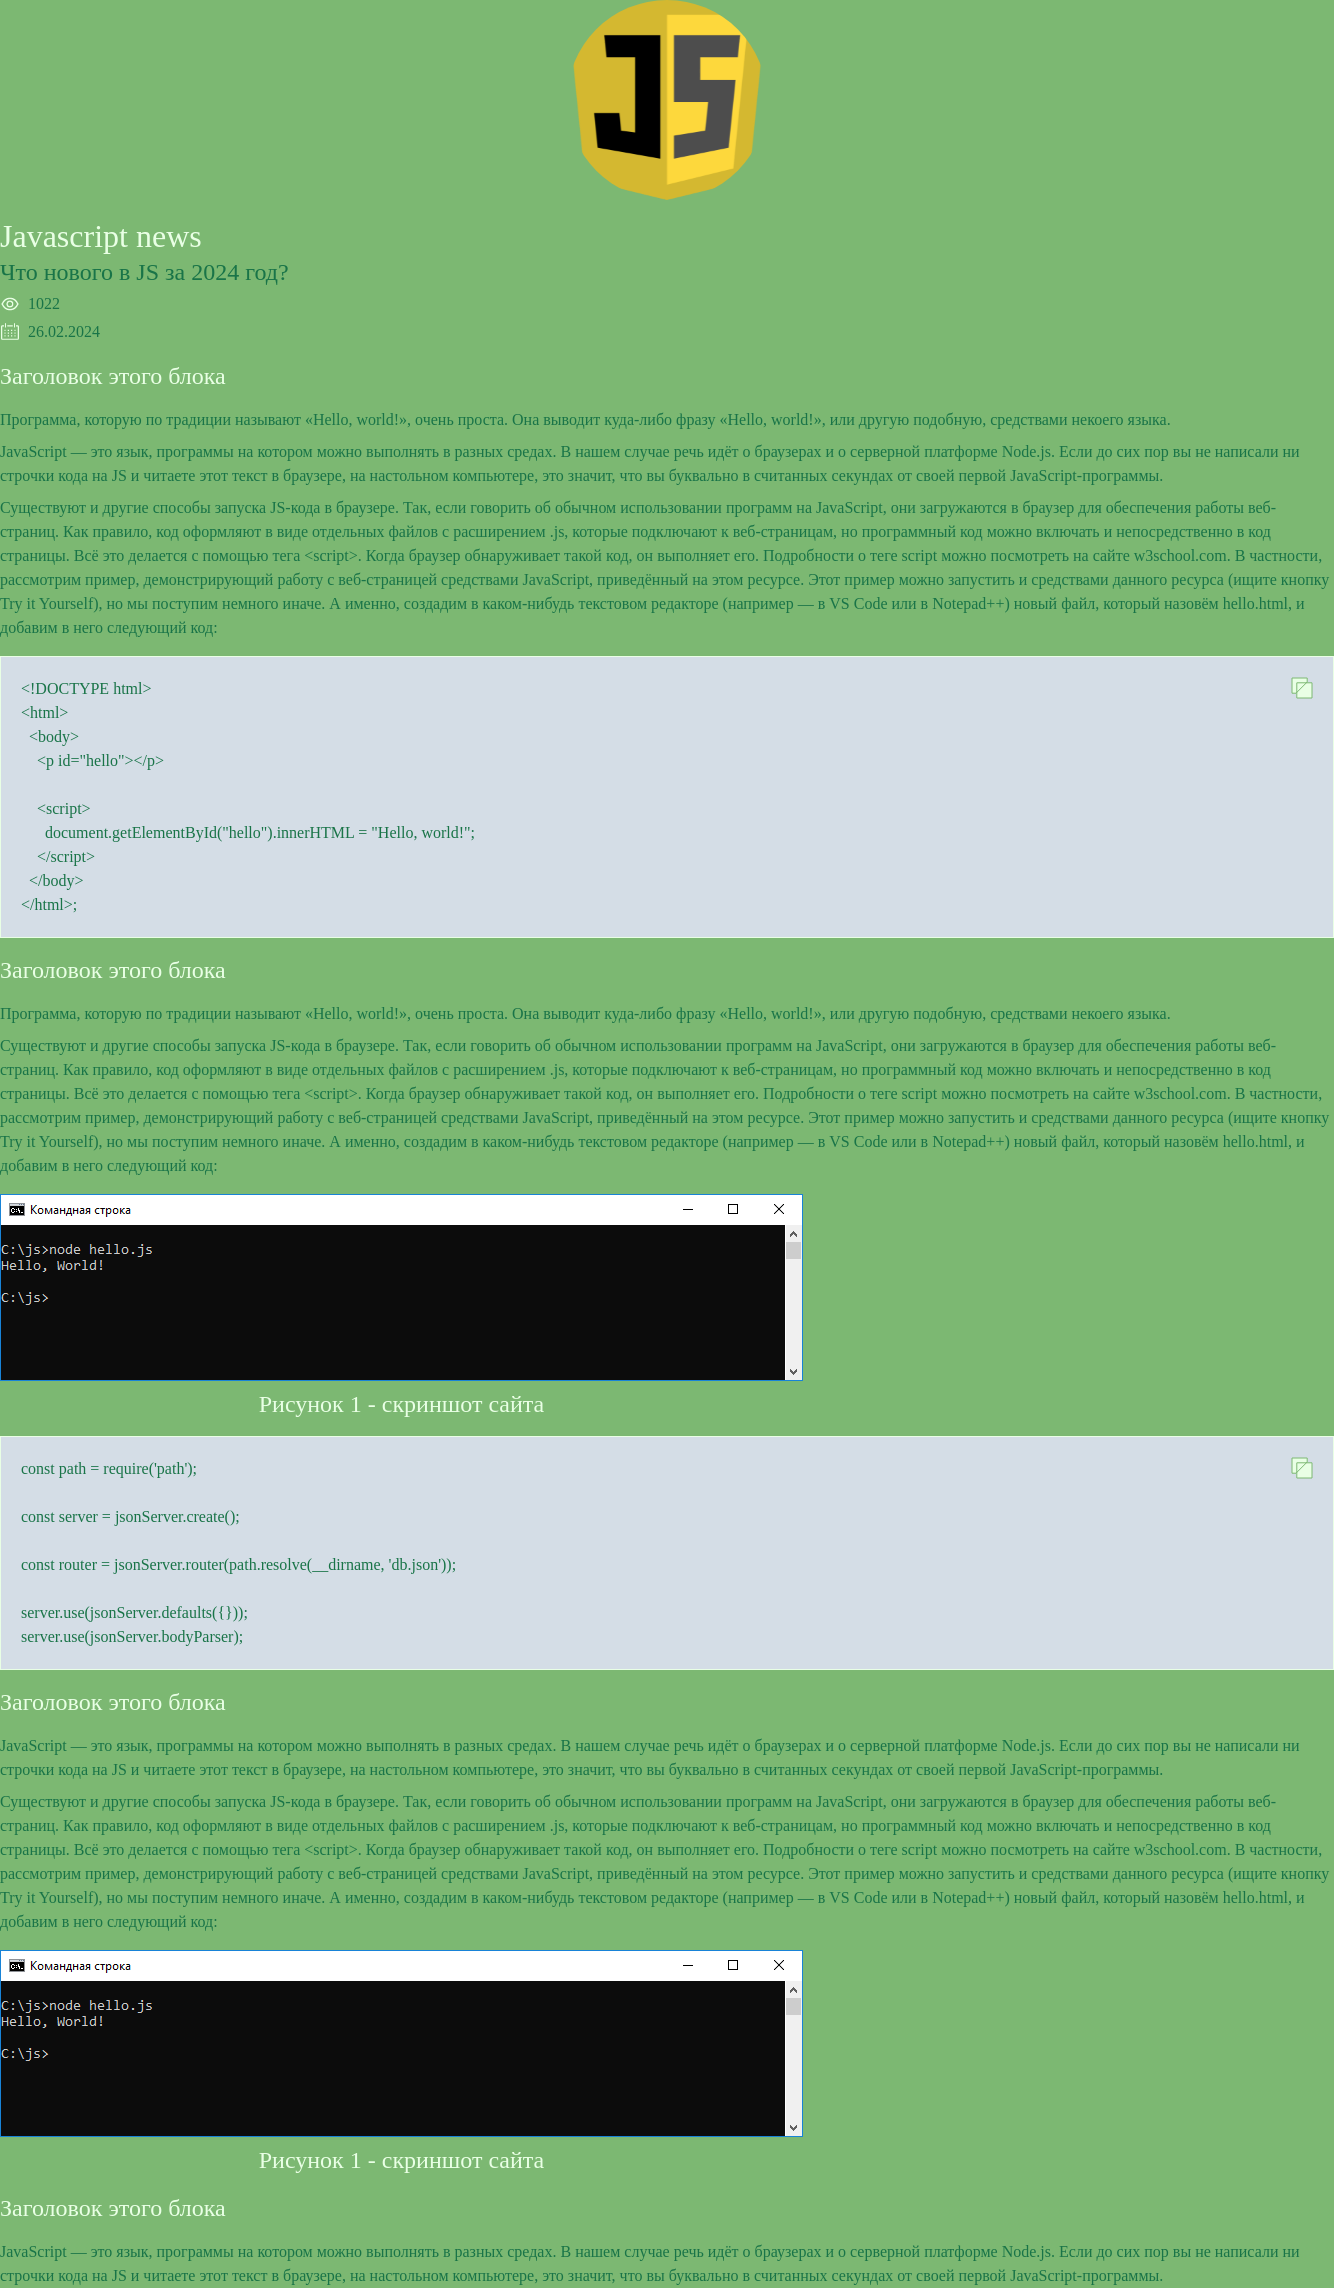 JS
Javascript news
Что нового в JS за 2024 год?
1022
26.02.2024
Заголовок этого блока
Программа, которую по традиции называют «Hello, world!», очень проста. Она выводит куда-либо фразу «Hello, world!», или другую подобную, средствами некоего языка.
JavaScript — это язык, программы на котором можно выполнять в разных средах. В нашем случае речь идёт о браузерах и о серверной платформе Node.js. Если до сих пор вы не написали ни
строчки кода на JS и читаете этот текст в браузере, на настольном компьютере, это значит, что вы буквально в считанных секундах от своей первой JavaScript-программы.
Существуют и другие способы запуска JS-кода в браузере. Так, если говорить об обычном использовании программ на JavaScript, они загружаются в браузер для обеспечения работы веб-
страниц. Как правило, код оформляют в виде отдельных файлов с расширением .js, которые подключают к веб-страницам, но программный код можно включать и непосредственно в код
страницы. Всё это делается с помощью тега <script>. Когда браузер обнаруживает такой код, он выполняет его. Подробности о теге script можно посмотреть на сайте w3school.com. В частности,
рассмотрим пример, демонстрирующий работу с веб-страницей средствами JavaScript, приведённый на этом ресурсе. Этот пример можно запустить и средствами данного ресурса (ищите кнопку
Try it Yourself), но мы поступим немного иначе. А именно, создадим в каком-нибудь текстовом редакторе (например — в VS Code или в Notepad++) новый файл, который назовём hello.html, и
добавим в него следующий код:
<!DOCTYPE html>
<html>
  <body>
    <p id="hello"></p>
    <script>
      document.getElementById("hello").innerHTML = "Hello, world!";
    </script>
  </body>
</html>;
Заголовок этого блока
Программа, которую по традиции называют «Hello, world!», очень проста. Она выводит куда-либо фразу «Hello, world!», или другую подобную, средствами некоего языка.
Существуют и другие способы запуска JS-кода в браузере. Так, если говорить об обычном использовании программ на JavaScript, они загружаются в браузер для обеспечения работы веб-
страниц. Как правило, код оформляют в виде отдельных файлов с расширением .js, которые подключают к веб-страницам, но программный код можно включать и непосредственно в код
страницы. Всё это делается с помощью тега <script>. Когда браузер обнаруживает такой код, он выполняет его. Подробности о теге script можно посмотреть на сайте w3school.com. В частности,
рассмотрим пример, демонстрирующий работу с веб-страницей средствами JavaScript, приведённый на этом ресурсе. Этот пример можно запустить и средствами данного ресурса (ищите кнопку
Try it Yourself), но мы поступим немного иначе. А именно, создадим в каком-нибудь текстовом редакторе (например — в VS Code или в Notepad++) новый файл, который назовём hello.html, и
добавим в него следующий код:
Командная строка
C:\js>node hello.js
Hello, World!
C:\js>
Рисунок 1 - скриншот сайта
const path = require('path');
const server = jsonServer.create();
const router = jsonServer.router(path.resolve(__dirname, 'db.json'));
server.use(jsonServer.defaults({}));
server.use(jsonServer.bodyParser);
Заголовок этого блока
JavaScript — это язык, программы на котором можно выполнять в разных средах. В нашем случае речь идёт о браузерах и о серверной платформе Node.js. Если до сих пор вы не написали ни
строчки кода на JS и читаете этот текст в браузере, на настольном компьютере, это значит, что вы буквально в считанных секундах от своей первой JavaScript-программы.
Существуют и другие способы запуска JS-кода в браузере. Так, если говорить об обычном использовании программ на JavaScript, они загружаются в браузер для обеспечения работы веб-
страниц. Как правило, код оформляют в виде отдельных файлов с расширением .js, которые подключают к веб-страницам, но программный код можно включать и непосредственно в код
страницы. Всё это делается с помощью тега <script>. Когда браузер обнаруживает такой код, он выполняет его. Подробности о теге script можно посмотреть на сайте w3school.com. В частности,
рассмотрим пример, демонстрирующий работу с веб-страницей средствами JavaScript, приведённый на этом ресурсе. Этот пример можно запустить и средствами данного ресурса (ищите кнопку
Try it Yourself), но мы поступим немного иначе. А именно, создадим в каком-нибудь текстовом редакторе (например — в VS Code или в Notepad++) новый файл, который назовём hello.html, и
добавим в него следующий код:
Командная строка
C:\js>node hello.js
Hello, World!
C:\js>
Рисунок 1 - скриншот сайта
Заголовок этого блока
JavaScript — это язык, программы на котором можно выполнять в разных средах. В нашем случае речь идёт о браузерах и о серверной платформе Node.js. Если до сих пор вы не написали ни
строчки кода на JS и читаете этот текст в браузере, на настольном компьютере, это значит, что вы буквально в считанных секундах от своей первой JavaScript-программы.